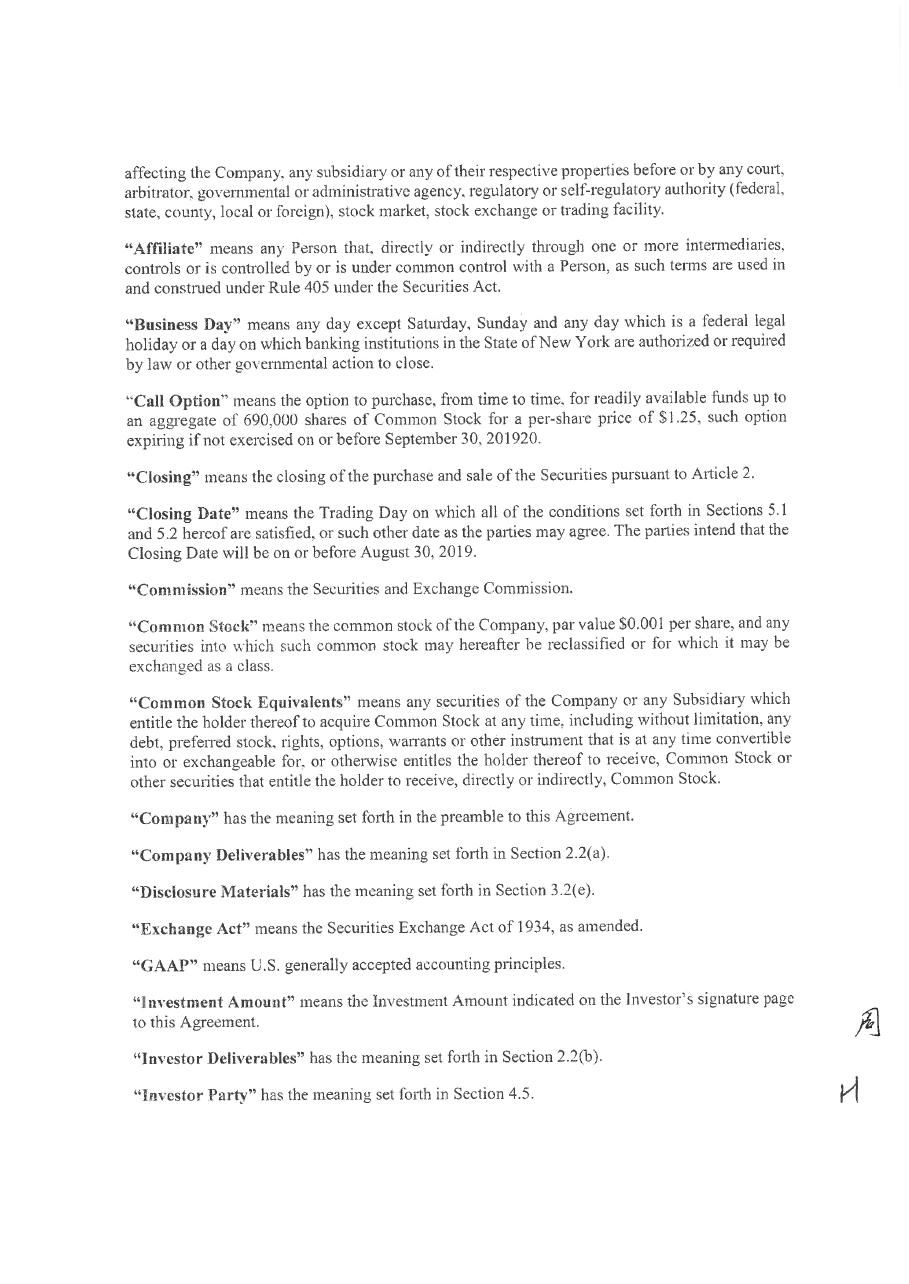 affecting the Company, any subsidiary or any of their respective properties before or by any court,
arbitrator, governmental or administrative agency, regulatory or self-regulatory authority (federal,
state, county, local or foreign), stock market, stock exchange or trading facility.
“Affiliate” means any Person that, directly or indirectly through one or more intermediaries,
controls or is controlled by or is under common control with a Person, as such terms are used in
and construed under Rule 405 under the Securities Act.
“Business Day” means any day except Saturday, Sunday and any day which is a federal legal
holiday or a day on which banking institutions in the State of New York are authorized or required
by law or other governmental action to close.
“Call Option” means the option to purchase, from time to time, for readily available funds up to
an aggregate of 690,000 shares of Common Stock for a per-share price of $1.25, such option
expiring if not exercised on or before September 30, 201920.
“Closing” means the closing of the purchase and sale of the Securities pursuant to Article 2.
“Closing Date” means the Trading Day on which all of the conditions set forth in Sections 5.1
and 5.2 hereof are satisfied, or such other date as the parties may agree. The parties intend that the
Closing Date will be on or before August 30, 2019.
“Commission” means the Securities and Exchange Commission.
“Common Stock” means the common stock of the Company, par value $0.001 per share, and any
securities into which such common stock may hereafter be reclassified or for which it may be
exchanged as a class.
“Common Stock Equivalents” means any securities of the Company or any Subsidiary which
entitle the holder thereof to acquire Common Stock at any time, including without limitation, any
debt, preferred stock, rights, options, warrants or other instrument that is at any time convertible
into or exchangeable for, or otherwise entitles the holder thereof to receive, Common Stock or
other securities that entitle the holder to receive, directly or indirectly, Common Stock.
“Company” has the meaning set forth in the preamble to this Agreement.
“Company Deliverables” has the meaning set forth in Section 2.2(a).
“Disclosure Materials” has the meaning set forth in Section 3.2(e).
“Exchange Act” means the Securities Exchange Act of 1934, as amended.
“GAAP” means U.S. generally accepted accounting principles.
“Investment Amount” means the Investment Amount indicated on the Investor’s signature page
to this Agreement.
“Investor Deliverables” has the meaning set forth in Section 2.2(b).
“Investor Party” has the meaning set forth in Section 4.5.